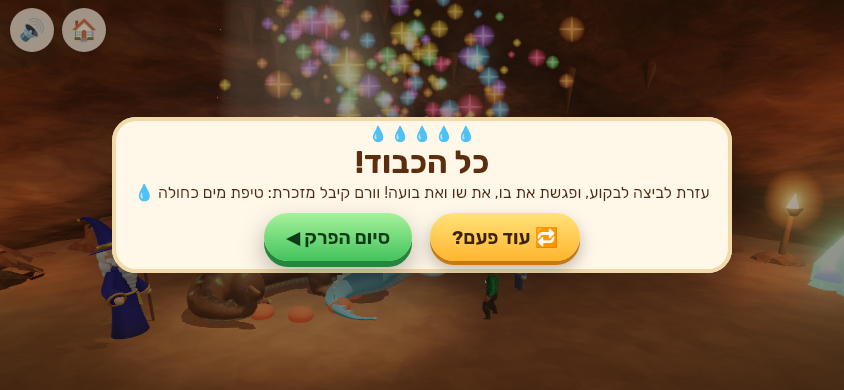 כל הכבוד!
עזרת לביצה לבקוע, ופגשת את בו, את שו ואת בועה! וורם קיבל מזכרת: טיפת מים כחולה
עוד פעם?
סיום הפרק